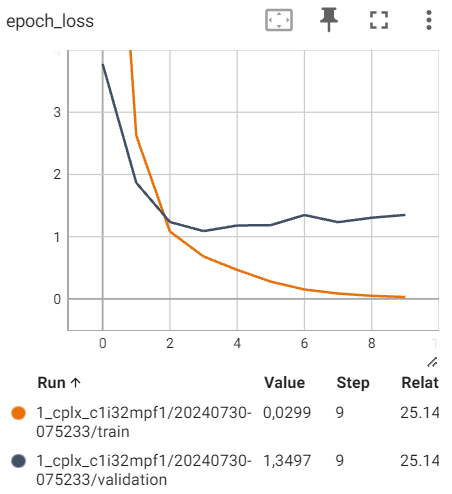 epoch_loss
3
2
1
0
0 2 4 6 8 1
Run ↑ Value Step Relat
1_cplx_c1i32mpf1/20240730- 0,0299 9 25.14
075233/train
1_cplx_c1i32mpf1/20240730- 1,3497 9 25.14
075233/validation